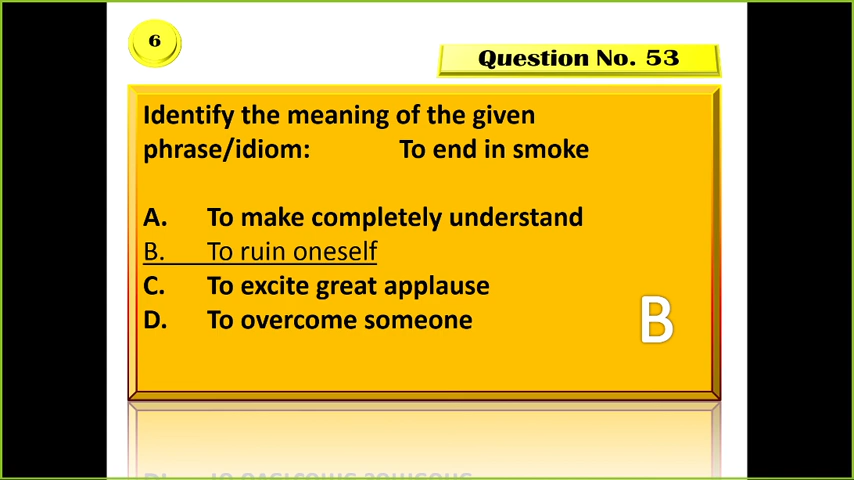 6
Question No. 53
Identify the meaning of the given
phrase/idiom: To end in smoke
A. To make completely understand
B. To ruin oneself
C. To excite great applause
D. To overcome someone
B